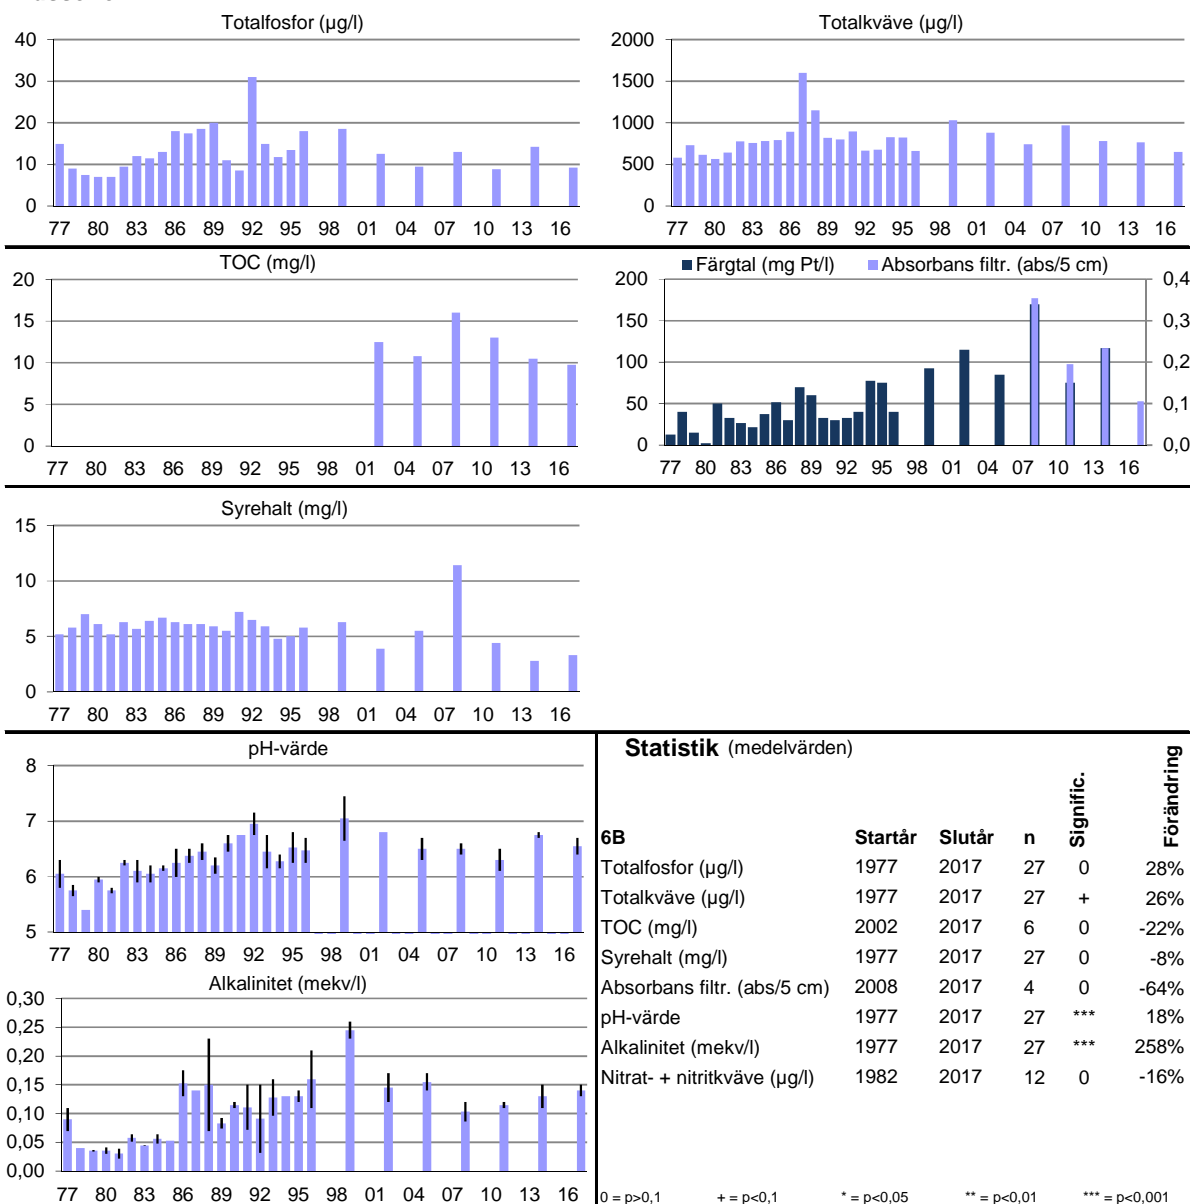 Totalfosfor (µg/l)
40
30
20
10
0
77 80 83 86 89 92 95 98 01 04 07 10 13 16
Totalkväve (µg/l)
2000
1500
1000
500
0
77 80 83 86 89 92 95 98 01 04 07 10 13 16
TOC (mg/l)
20
15
10
5
0
77 80 83 86 89 92 95 98 01 04 07 10 13 16
Färgtal (mg Pt/l) Absorbans filtr. (abs/5 cm)
200 0,4
150 0,3
100 0,2
50 0,1
0 0,0
77 80 83 86 89 92 95 98 01 04 07 10 13 16
Syrehalt (mg/l)
15
10
5
0
77 80 83 86 89 92 95 98 01 04 07 10 13 16
pH-värde
8
7
6
5
77 80 83 86 89 92 95 98 01 04 07 10 13 16
Alkalinitet (mekv/l)
0,30
0,25
0,20
0,15
0,10
0,05
0,00
77 80 83 86 89 92 95 98 01 04 07 10 13 16
Statistik (medelvärden)
6B Startår Slutår n Signific. Förändring
Totalfosfor (µg/l) 1977 2017 27 0 28%
Totalkväve (µg/l) 1977 2017 27 + 26%
TOC (mg/l) 2002 2017 6 0 -22%
Syrehalt (mg/l) 1977 2017 27 0 -8%
Absorbans filtr. (abs/5 cm) 2008 2017 4 0 -64%
pH-värde 1977 2017 27 *** 18%
Alkalinitet (mekv/l) 1977 2017 27 *** 258%
Nitrat- + nitritkväve (µg/l) 1982 2017 12 0 -16%
0 = p>0,1 + = p<0,1 * = p<0,05 ** = p<0,01 *** = p<0,001